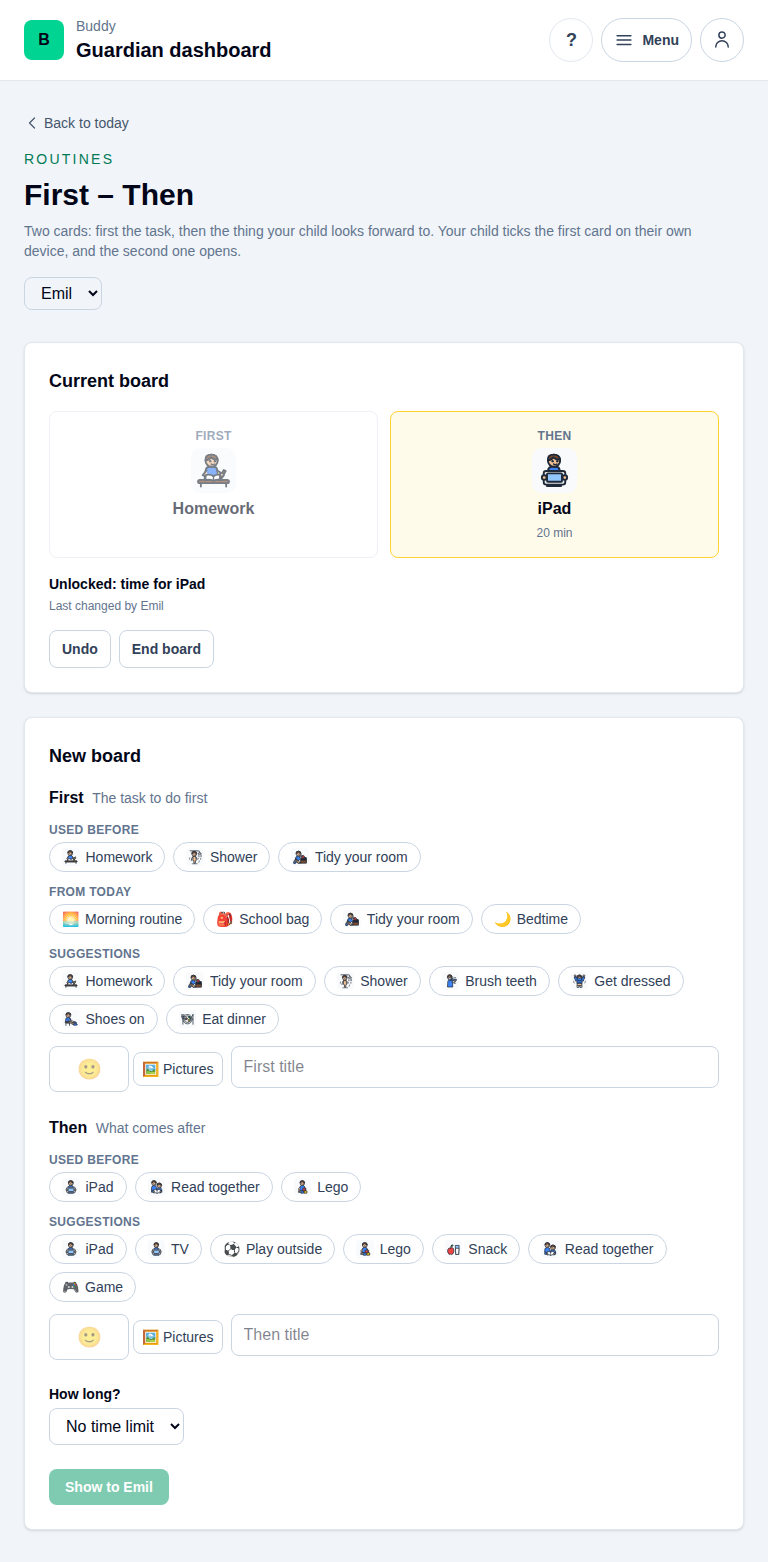 B
Buddy
Guardian dashboard
?
Menu
Back to today
ROUTINES
First – Then
Two cards: first the task, then the thing your child looks forward to. Your child ticks the first card on their own
device, and the second one opens.
Emil
Current board
FIRST
Homework
THEN
iPad
20 min
Unlocked: time for iPad
Last changed by Emil
Undo
End board
New board
First The task to do first
USED BEFORE
Homework
Shower
Tidy your room
FROM TODAY
Morning routine
School bag
Tidy your room
Bedtime
SUGGESTIONS
Homework
Tidy your room
Shower
Brush teeth
Get dressed
Shoes on
Eat dinner
Pictures
First title
Then What comes after
USED BEFORE
iPad
Read together
Lego
SUGGESTIONS
iPad
TV
Play outside
Lego
Snack
Read together
Game
Pictures
Then title
How long?
No time limit
Show to Emil